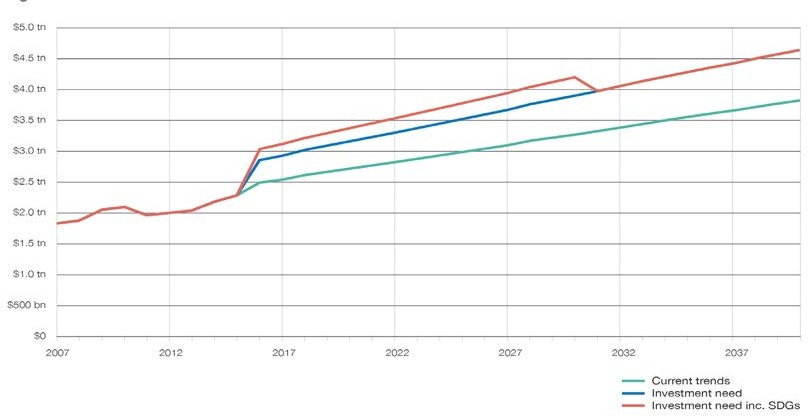 $5.0 tn
$4.5 tn
$4.0 tn
$3.5 tn
$3.0 tn
$2.5 tn
$2.0 tn
$1.5 tn
$1.0 tn
$500 bn
$0
2007 2012 2017 2022 2027 2032 2037
Current trends
Investment need
Investment need inc. SDGs